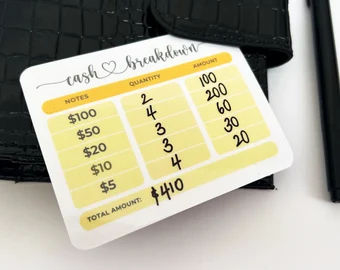 cash breakdown
NOTES QUANTITY AMOUNT
$100 2 100
$50 4 200
$20 3 60
$10 3 30
$5 4 20
TOTAL AMOUNT: $410